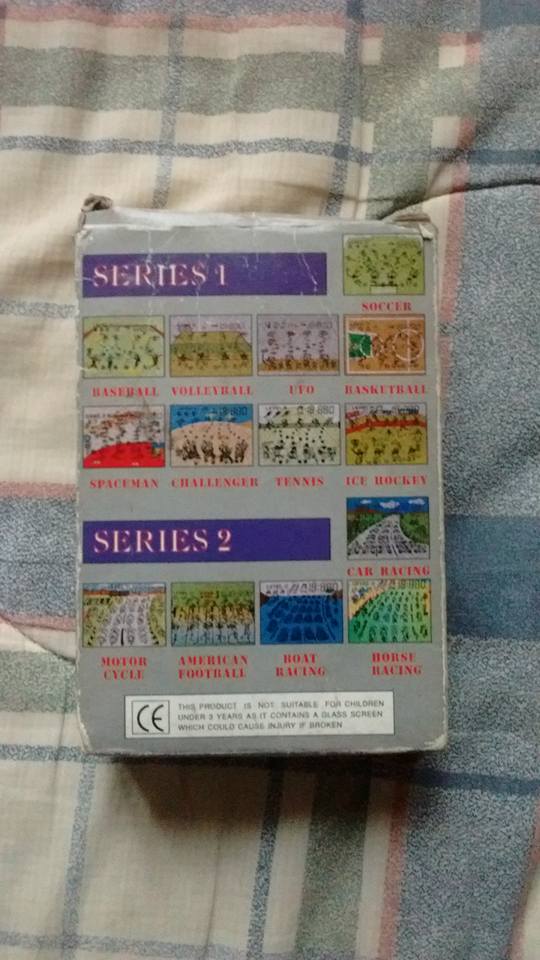 SERIES 1
SOCCER
BASEBALL VOLLEYBALL UFO BASKETBALL
SPACEMAN CHALLENGER TENNIS ICE HOCKEY
SERIES 2
CAR RACING
MOTOR CYCLE
AMERICAN FOOTBALL
BOAT RACING
HORSE RACING
CE
THIS PRODUCT IS NOT SUITABLE FOR CHILDREN
UNDER 3 YEARS AS IT CONTAINS A GLASS SCREEN
WHICH COULD CAUSE INJURY IF BROKEN